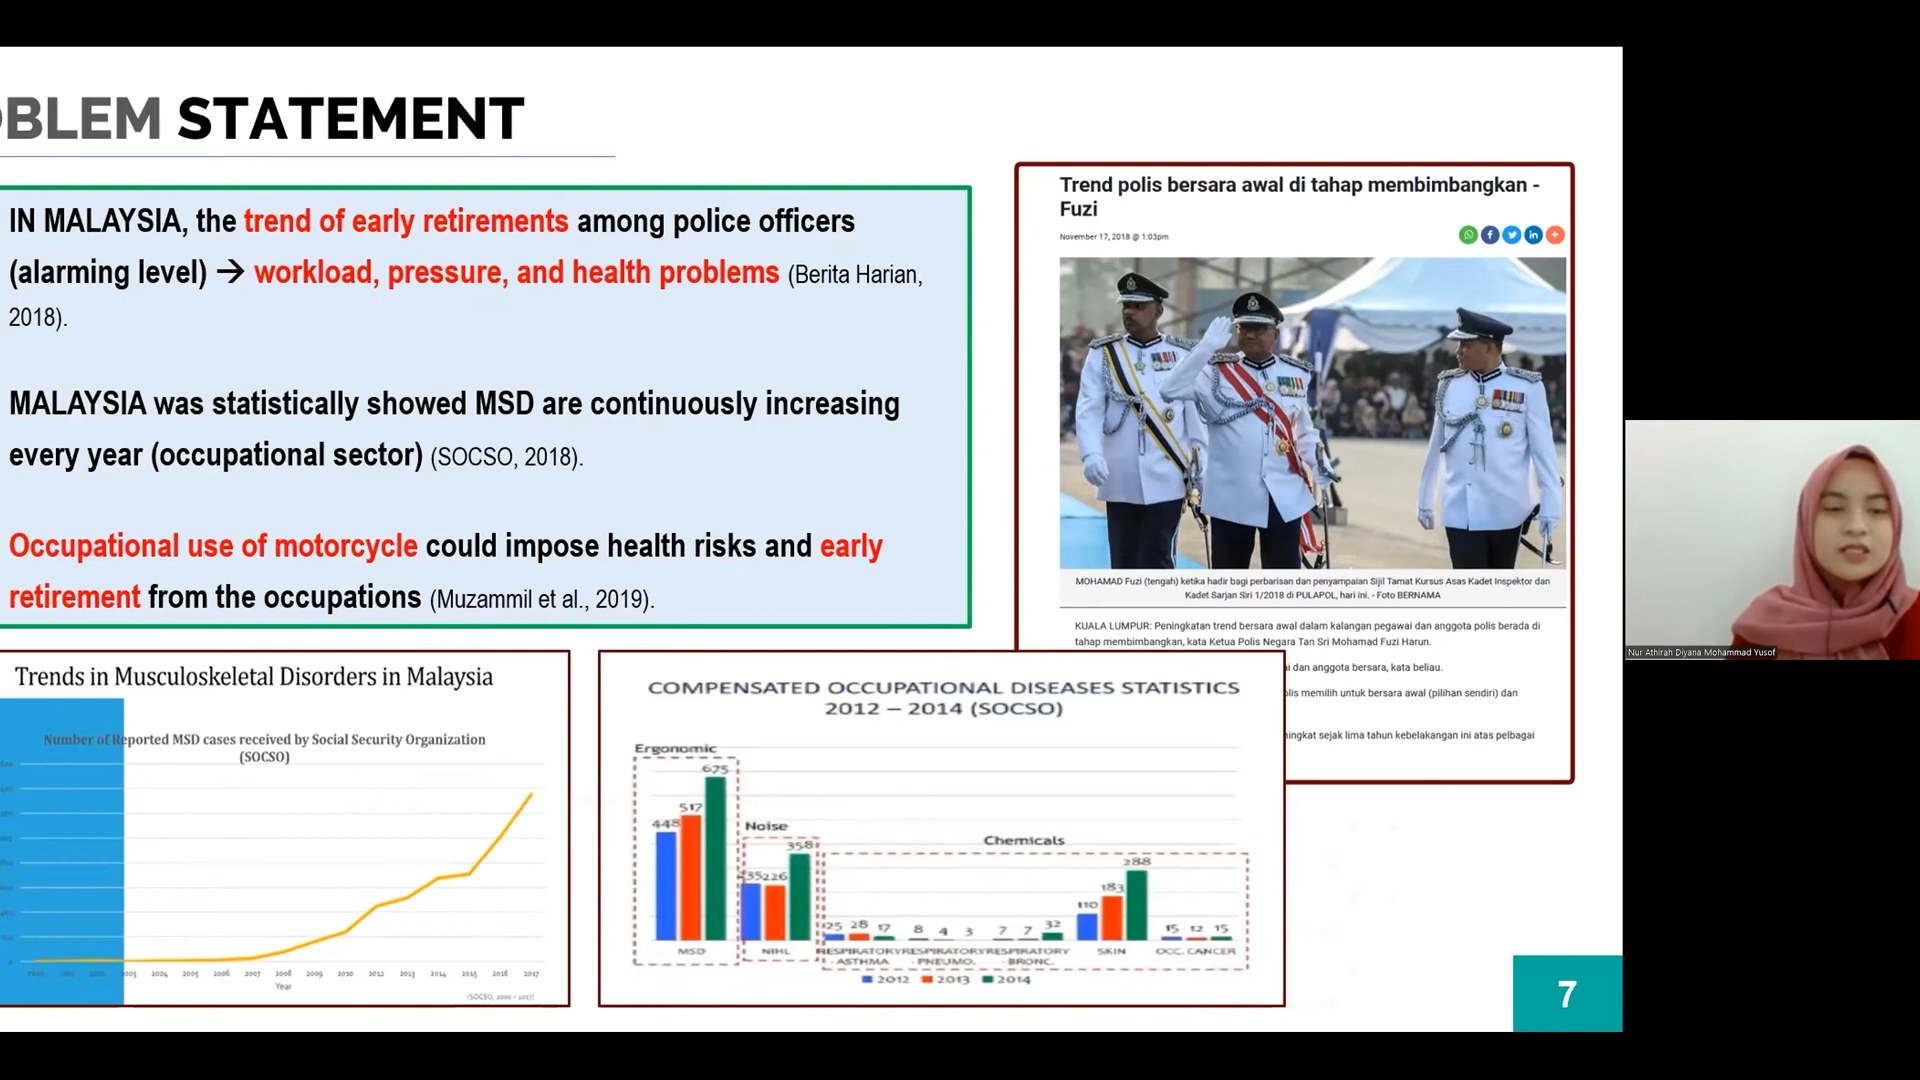 BLEM STATEMENT
IN MALAYSIA, the trend of early retirements among police officers
(alarming level) → workload, pressure, and health problems (Berita Harian,
2018).
MALAYSIA was statistically showed MSD are continuously increasing
every year (occupational sector) (SOCSO, 2018).
Occupational use of motorcycle could impose health risks and early
retirement from the occupations (Muzammil et al., 2019).
Trend polis bersara awal di tahap membimbangkan -
Fuzi
November 17, 2018 @ 1:03pm
MOHAMAD Fuzi (tengah) ketika hadir bagi perbarisan dan penyampaian Sijil Tamat Kursus Asas Kadet Inspektor dan
Kadet Sarjan Siri 1/2018 di PULAPOL, hari ini. - Foto BERNAMA
KUALA LUMPUR: Peningkatan trend bersara awal dalam kalangan pegawai dan anggota polis berada di
tahap membimbangkan, kata Ketua Polis Negara Tan Sri Mohamad Fuzi Harun.
dan anggota bersara, kata beliau.
memilih untuk bersara awal (pilihan sendiri) dan
sejak lima tahun kebelakangan ini atas pelbagai
Trends in Musculoskeletal Disorders in Malaysia
Number of Reported MSD cases received by Social Security Organization
(SOCSO)
2003 2004 2005 2006 2007 2008 2009 2010 2012 2013 2014 2015 2016 2017
Year
(SOCSO, 2000 - 2017)
COMPENSATED OCCUPATIONAL DISEASES STATISTICS
2012 – 2014 (SOCSO)
Ergonomic
675
517
448
Noise
358
226
Chemicals
288
183
110
25 28 17 8 4 3 7 7 32
15 12 15
MSD NIHL RESPIRATORY RESPIRATORY RESPIRATORY SKIN OCC. CANCER
- ASTHMA - PNEUMO. - BRONC.
2012 2013 2014
7
Nur Athirah Diyana Mohammad Yusof